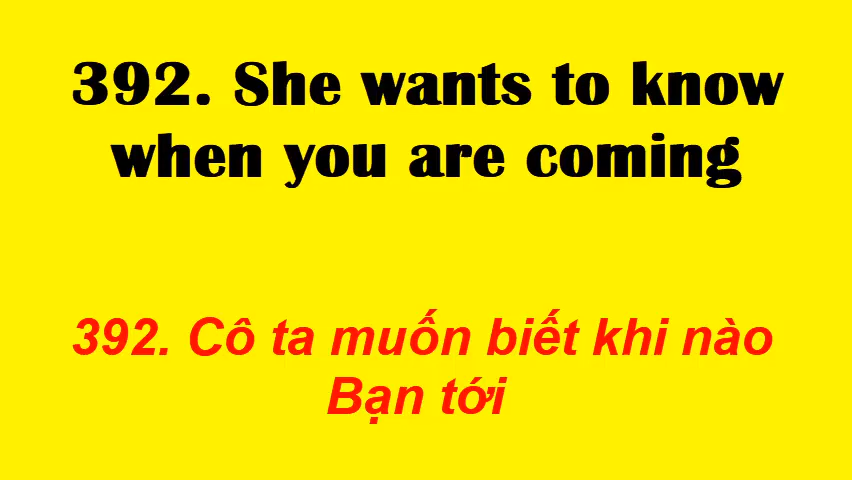 392. She wants to know
when you are coming
392. Cô ta muốn biết khi nào
Bạn tới